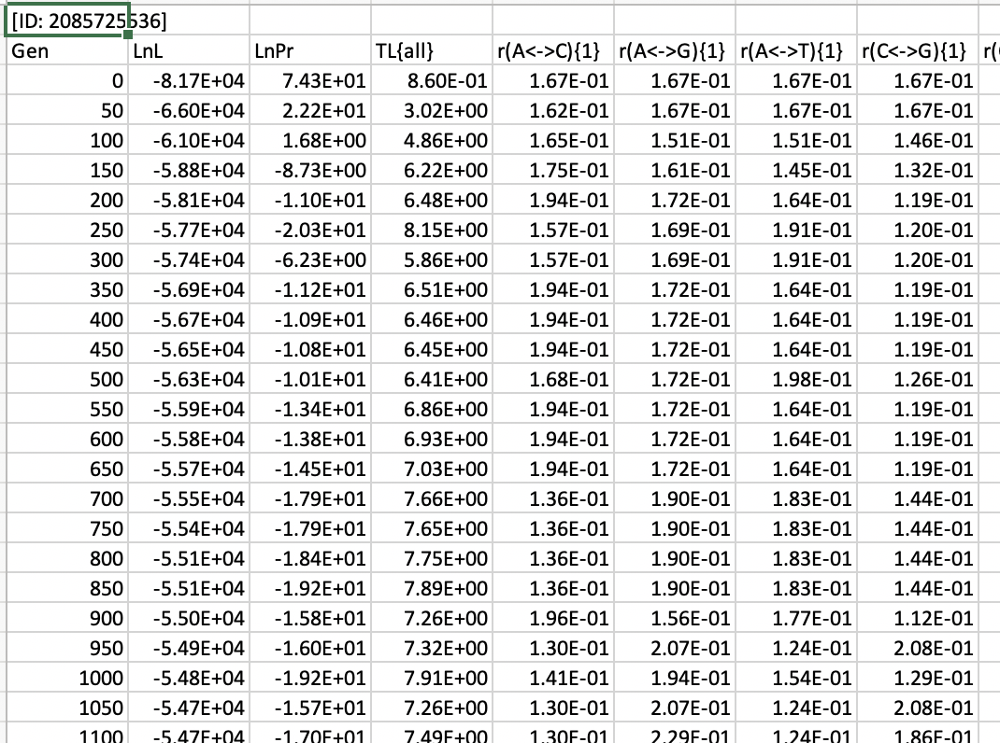 [ID: 2085725536]
Gen LnL LnPr TL{all} r(A<->C){1} r(A<->G){1} r(A<->T){1} r(C<->G){1} r(
0 -8.17E+04 7.43E+01 8.60E-01 1.67E-01 1.67E-01 1.67E-01 1.67E-01
50 -6.60E+04 2.22E+01 3.02E+00 1.62E-01 1.67E-01 1.67E-01 1.67E-01
100 -6.10E+04 1.68E+00 4.86E+00 1.65E-01 1.51E-01 1.51E-01 1.46E-01
150 -5.88E+04 -8.73E+00 6.22E+00 1.75E-01 1.61E-01 1.45E-01 1.32E-01
200 -5.81E+04 -1.10E+01 6.48E+00 1.94E-01 1.72E-01 1.64E-01 1.19E-01
250 -5.77E+04 -2.03E+01 8.15E+00 1.57E-01 1.69E-01 1.91E-01 1.20E-01
300 -5.74E+04 -6.23E+00 5.86E+00 1.57E-01 1.69E-01 1.91E-01 1.20E-01
350 -5.69E+04 -1.12E+01 6.51E+00 1.94E-01 1.72E-01 1.64E-01 1.19E-01
400 -5.67E+04 -1.09E+01 6.46E+00 1.94E-01 1.72E-01 1.64E-01 1.19E-01
450 -5.65E+04 -1.08E+01 6.45E+00 1.94E-01 1.72E-01 1.64E-01 1.19E-01
500 -5.63E+04 -1.01E+01 6.41E+00 1.68E-01 1.72E-01 1.98E-01 1.26E-01
550 -5.59E+04 -1.34E+01 6.86E+00 1.94E-01 1.72E-01 1.64E-01 1.19E-01
600 -5.58E+04 -1.38E+01 6.93E+00 1.94E-01 1.72E-01 1.64E-01 1.19E-01
650 -5.57E+04 -1.45E+01 7.03E+00 1.94E-01 1.72E-01 1.64E-01 1.19E-01
700 -5.55E+04 -1.79E+01 7.66E+00 1.36E-01 1.90E-01 1.83E-01 1.44E-01
750 -5.54E+04 -1.79E+01 7.65E+00 1.36E-01 1.90E-01 1.83E-01 1.44E-01
800 -5.51E+04 -1.84E+01 7.75E+00 1.36E-01 1.90E-01 1.83E-01 1.44E-01
850 -5.51E+04 -1.92E+01 7.89E+00 1.36E-01 1.90E-01 1.83E-01 1.44E-01
900 -5.50E+04 -1.58E+01 7.26E+00 1.96E-01 1.56E-01 1.77E-01 1.12E-01
950 -5.49E+04 -1.60E+01 7.32E+00 1.30E-01 2.07E-01 1.24E-01 2.08E-01
1000 -5.48E+04 -1.92E+01 7.91E+00 1.41E-01 1.94E-01 1.54E-01 1.29E-01
1050 -5.47E+04 -1.57E+01 7.26E+00 1.30E-01 2.07E-01 1.24E-01 2.08E-01
1100 -5.47E+04 -1.70E+01 7.49E+00 1.30E-01 2.29E-01 1.24E-01 1.86E-01